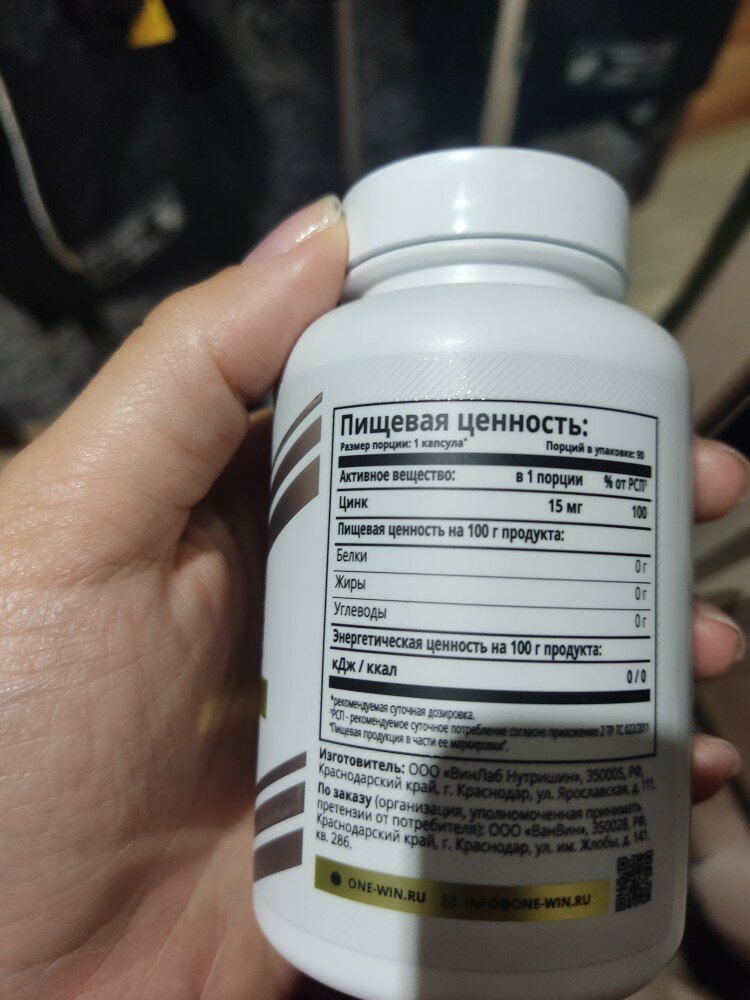 Пищевая ценность:
Размер порции: 1 капсула* Порций в упаковке: 90
Активное вещество: в 1 порции % от РСП¹
Цинк 15 мг 100
Пищевая ценность на 100 г продукта:
Белки 0 г
Жиры 0 г
Углеводы 0 г
Энергетическая ценность на 100 г продукта:
кДж / ккал 0 / 0
*рекомендуемая суточная дозировка.
¹РСП - рекомендуемое суточное потребление согласно приложению 2 ТР ТС 022/2011
"Пищевая продукция в части ее маркировки".
Изготовитель: ООО «ВинЛаб Нутришин», 350005, РФ,
Краснодарский край, г. Краснодар, ул. Ярославская, д. 111.
По заказу (организация, уполномоченная принимать
претензии от потребителя): ООО «ВанВин», 350028, РФ,
Краснодарский край, г. Краснодар, ул. им. Жлобы, д. 141,
кв. 286.
ONE-WIN.RU INFO@ONE-WIN.RU